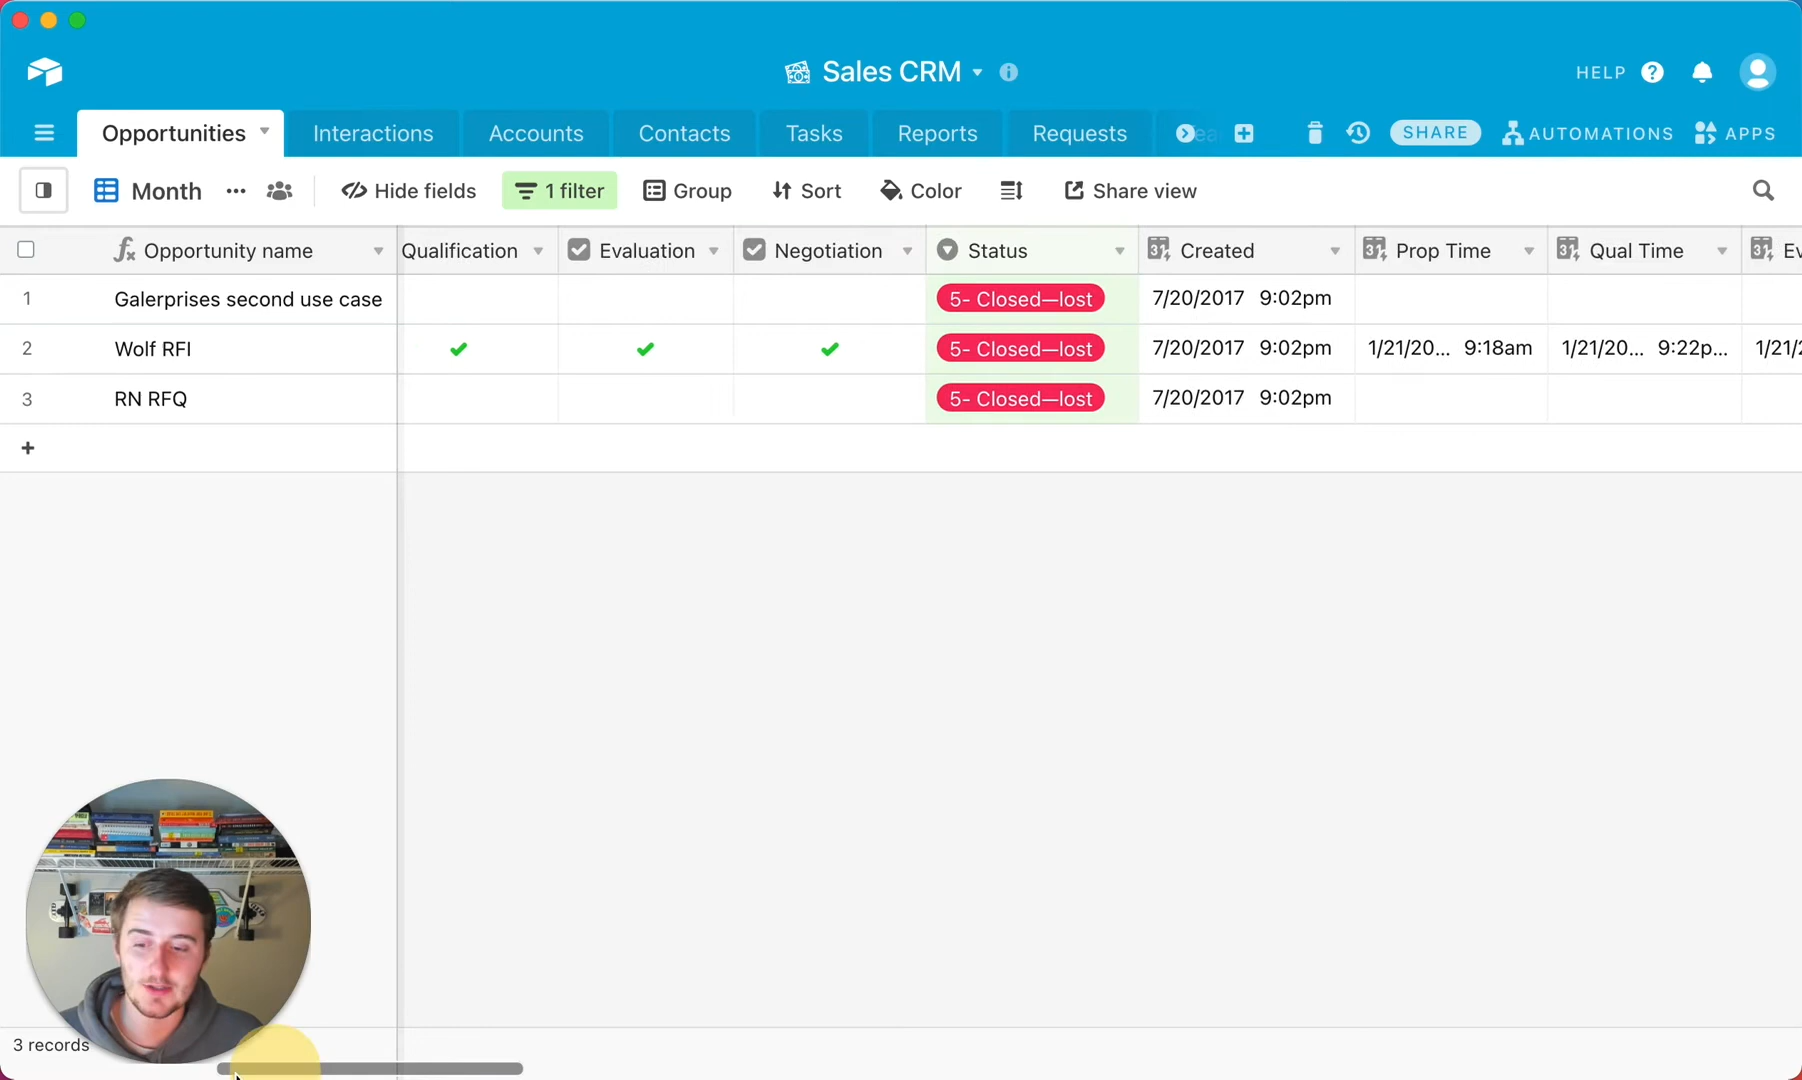 Sales CRM
HELP
Opportunities Interactions Accounts Contacts Tasks Reports Requests SHARE AUTOMATIONS APPS
Month Hide fields 1 filter Group Sort Color Share view
Opportunity name Qualification Evaluation Negotiation Status Created Prop Time Qual Time Ev
1 Galerprises second use case 5- Closed—lost 7/20/2017 9:02pm
2 Wolf RFI 5- Closed—lost 7/20/2017 9:02pm 1/21/20... 9:18am 1/21/20... 9:22p... 1/21/2
3 RN RFQ 5- Closed—lost 7/20/2017 9:02pm
+
3 records